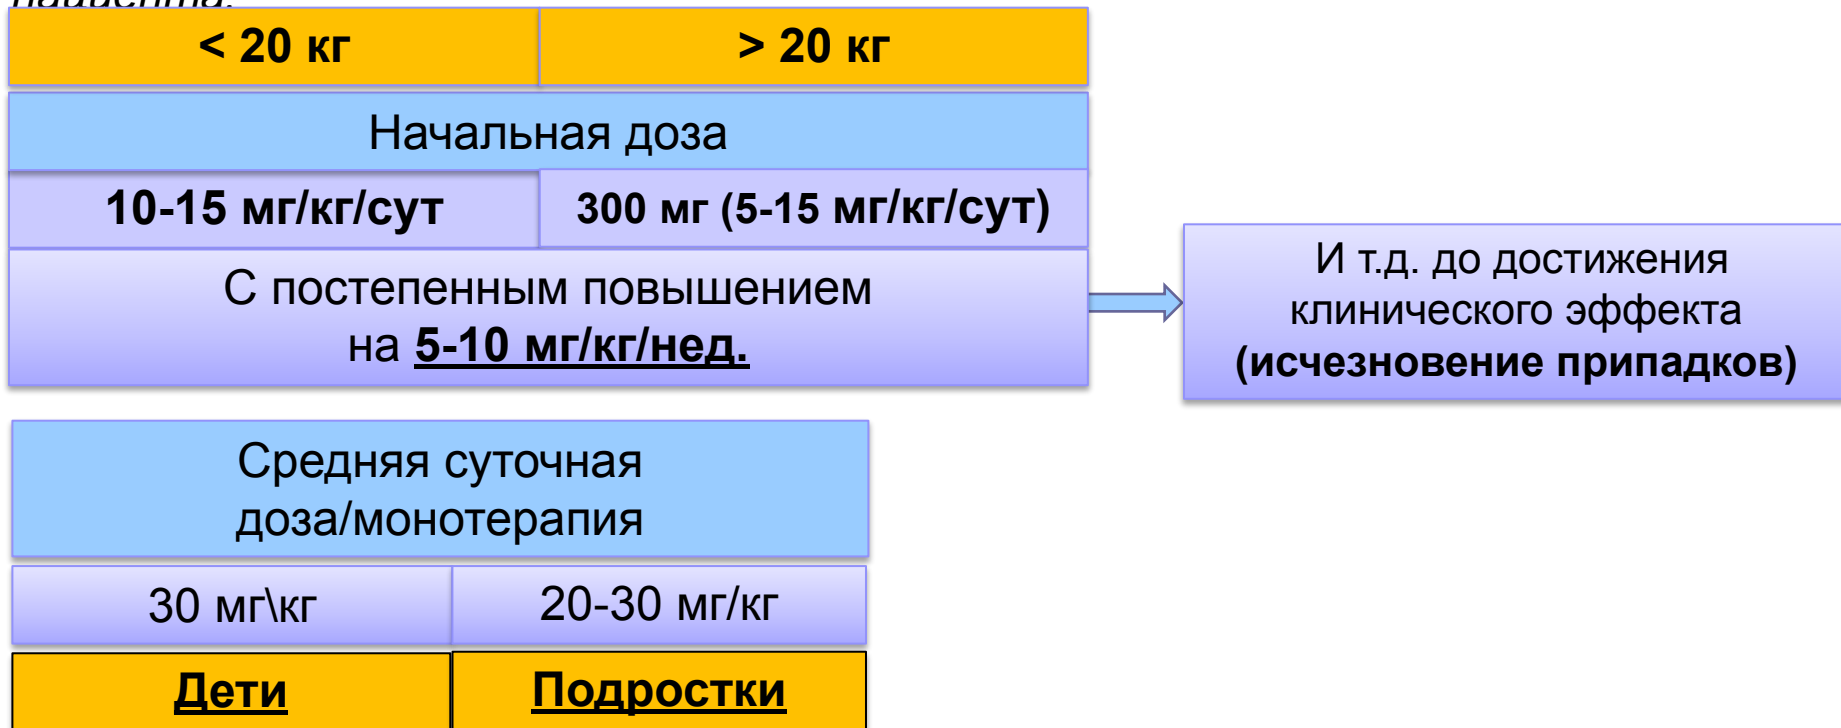 пациента.
< 20 кг
> 20 кг
Начальная доза
10-15 мг/кг/сут
300 мг (5-15 мг/кг/сут)
С постепенным повышением
на 5-10 мг/кг/нед.
И т.д. до достижения
клинического эффекта
(исчезновение припадков)
Средняя суточная
доза/монотерапия
30 мг\кг
20-30 мг/кг
Дети
Подростки